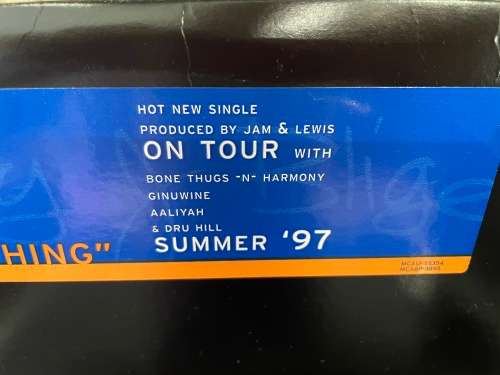 HOT NEW SINGLE
PRODUCED BY JAM & LEWIS
ON TOUR WITH
BONE THUGS -N- HARMONY
GINUWINE
AALIYAH
& DRU HILL
SUMMER '97
HING"